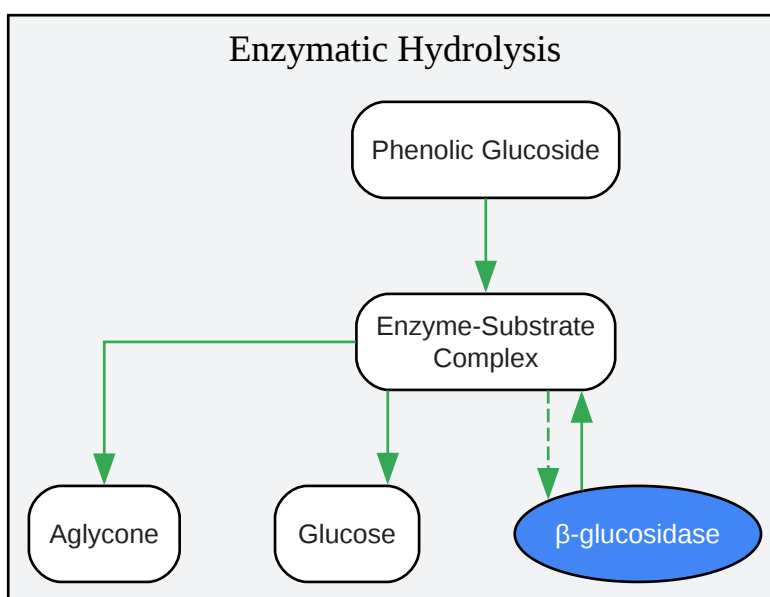 Enzymatic Hydrolysis
Phenolic Glucoside
Enzyme-Substrate
Complex
Aglycone
Glucose
β-glucosidase